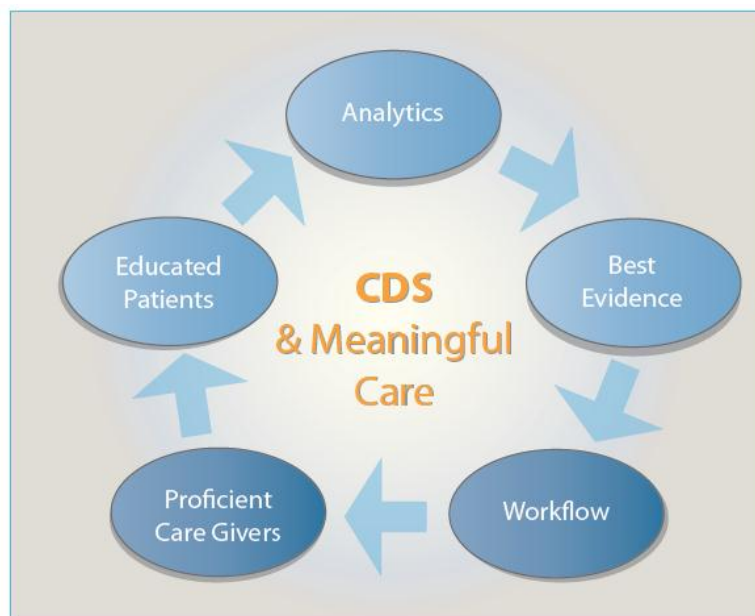 Analytics
Best
Evidence
Workflow
Proficient
Care Givers
Educated
Patients
CDS
& Meaningful
Care